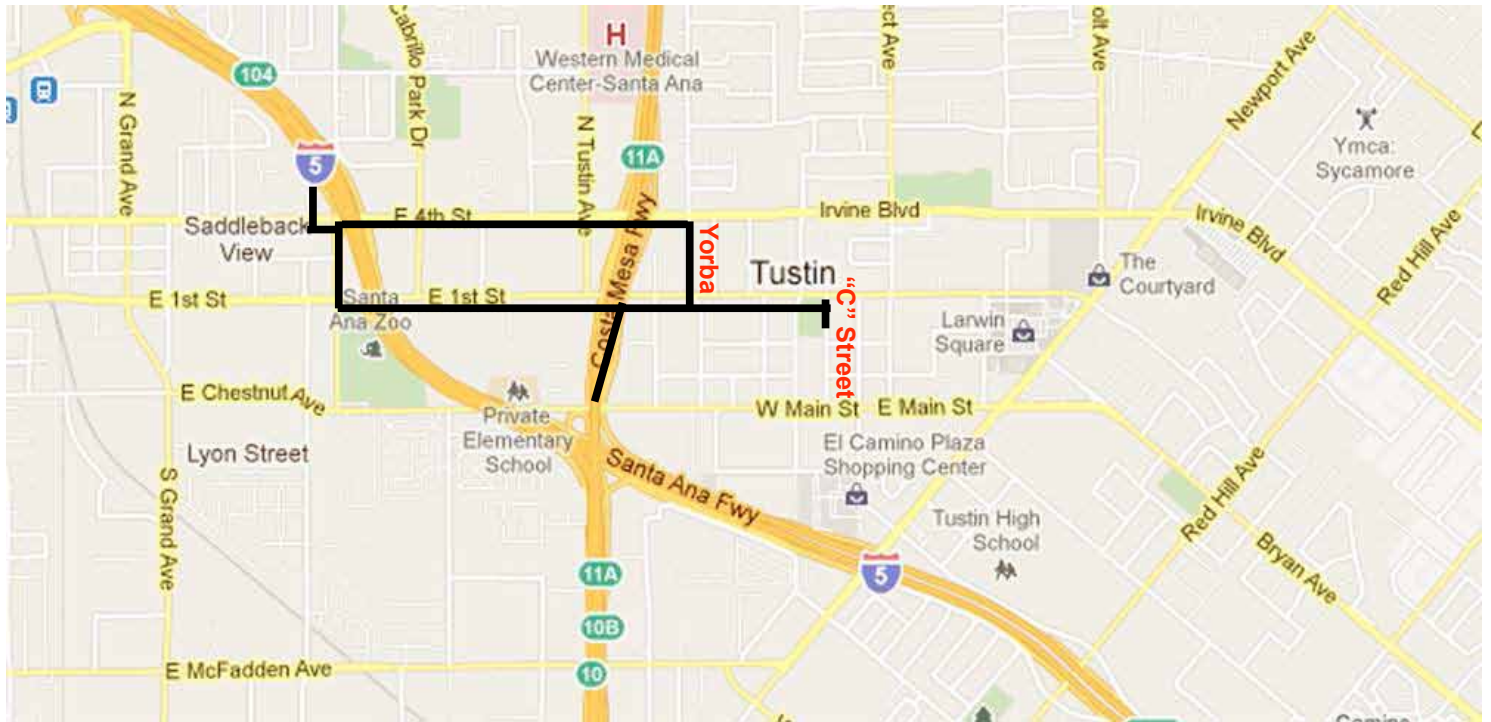 H
Western Medical
Center-Santa Ana
Cabrillo Park Dr
104
N Grand Ave
N Tustin Ave
11A
Newport Ave
Ymca:
Sycamore
5
Saddleback
View
E 4th St
Irvine Blvd
Irvine Blvd
Costa Mesa Fwy
Yorba
Tustin
"C" Street
The
Courtyard
Red Hill Ave
E 1st St
E 1st St
Santa
Ana Zoo
Larwin
Square
E Chestnut Ave
Private
Elementary
School
W Main St
E Main St
Lyon Street
El Camino Plaza
Shopping Center
Santa Ana Fwy
S Grand Ave
Tustin High
School
Red Hill Ave
Bryan Ave
5
11A
10B
10
E McFadden Ave